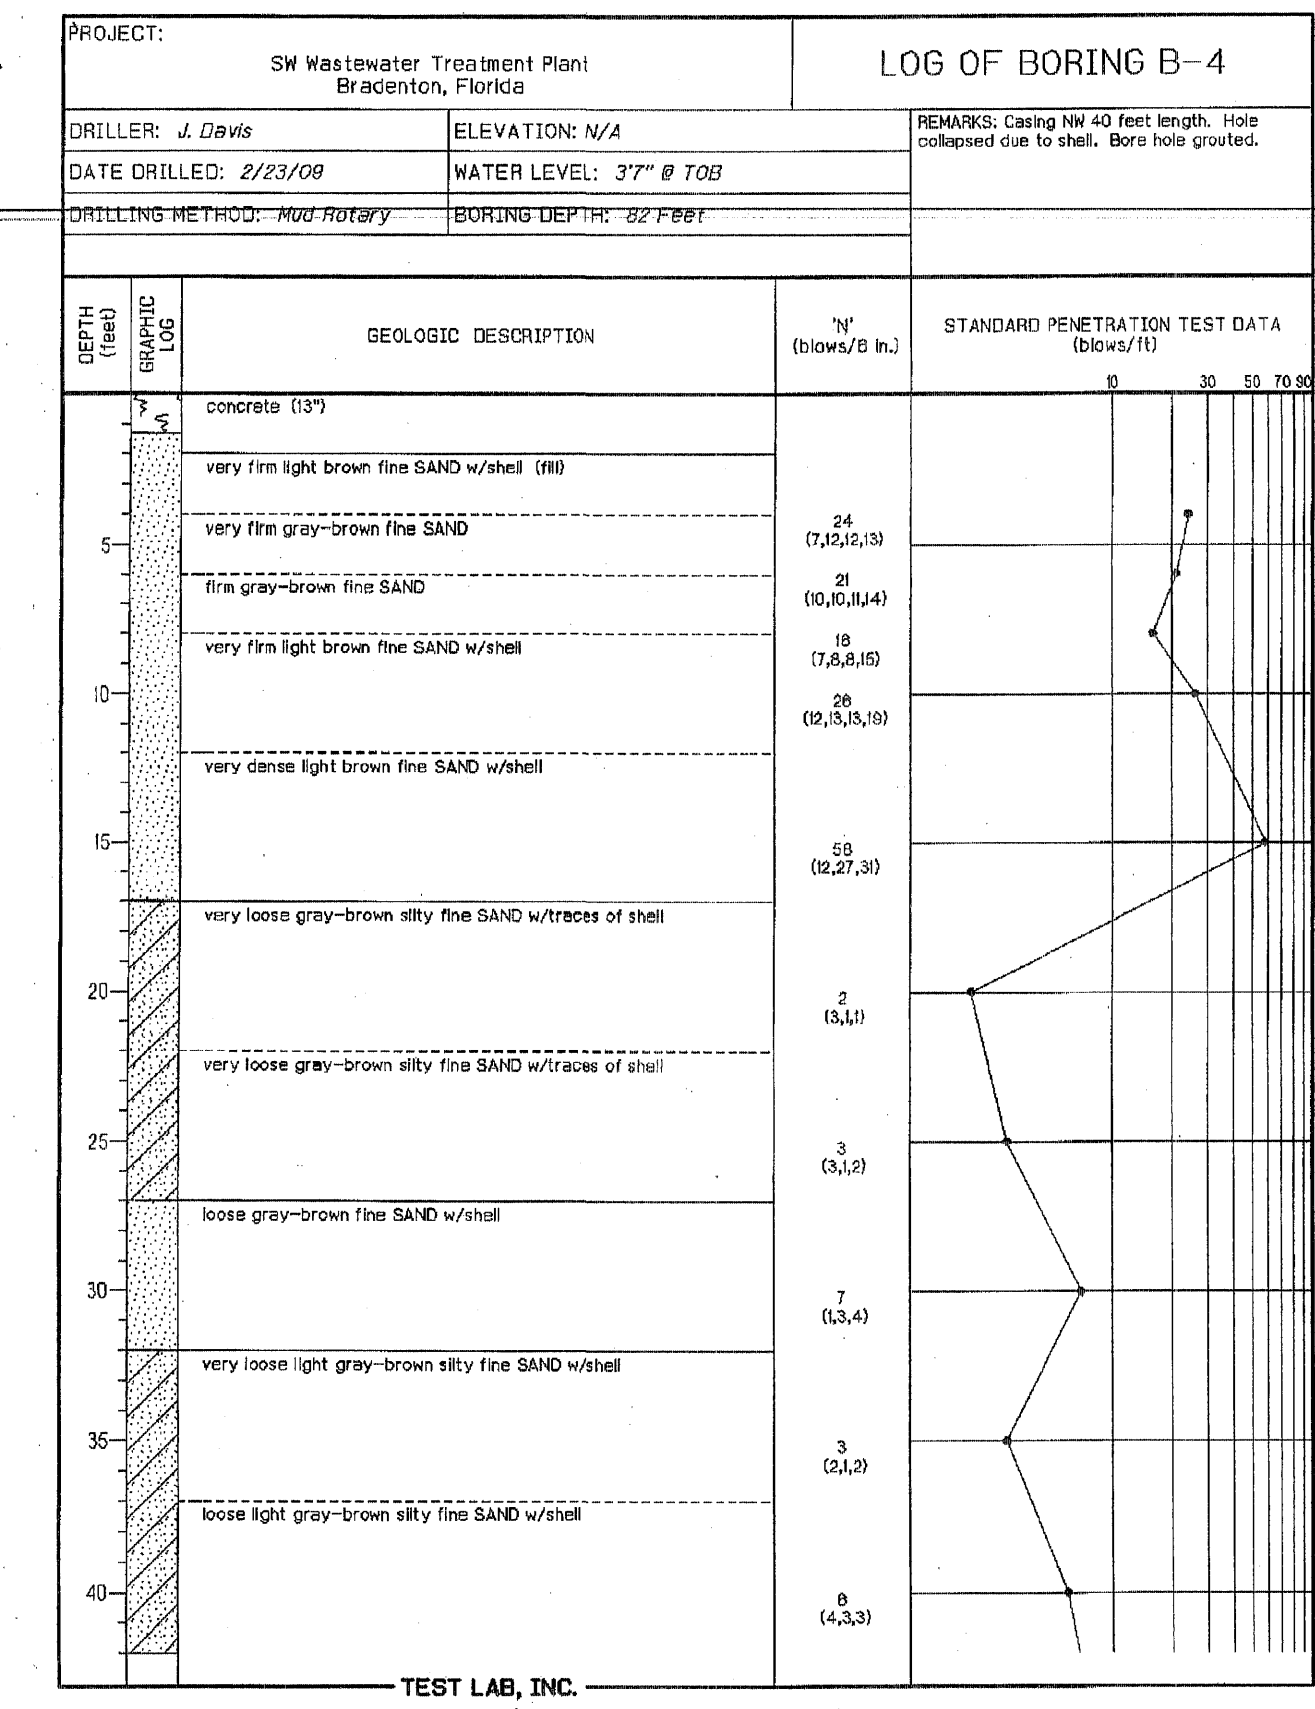 PROJECT:
SW Wastewater Treatment Plant
Bradenton, Florida
LOG OF BORING B-4
DRILLER: J. Davis
ELEVATION: N/A
REMARKS: Casing NW 40 feet length. Hole
collapsed due to shell. Bore hole grouted.
DATE DRILLED: 2/23/09
WATER LEVEL: 3'7" @ TOB
DRILLING METHOD: Mud Rotary
BORING DEPTH: 82 Feet
DEPTH
(feet)
GRAPHIC
LOG
GEOLOGIC DESCRIPTION
'N'
(blows/6 in.)
STANDARD PENETRATION TEST DATA
(blows/ft)
10 30 50 70 90
concrete (13")
very firm light brown fine SAND w/shell (fill)
very firm gray-brown fine SAND
24
(7,12,12,13)
5
firm gray-brown fine SAND
21
(10,10,11,14)
very firm light brown fine SAND w/shell
16
(7,8,8,15)
10
26
(12,13,13,19)
very dense light brown fine SAND w/shell
15
58
(12,27,31)
very loose gray-brown silty fine SAND w/traces of shell
20
2
(3,1,1)
very loose gray-brown silty fine SAND w/traces of shell
25
3
(3,1,2)
loose gray-brown fine SAND w/shell
30
7
(1,3,4)
very loose light gray-brown silty fine SAND w/shell
35
3
(2,1,2)
loose light gray-brown silty fine SAND w/shell
40
6
(4,3,3)
TEST LAB, INC.